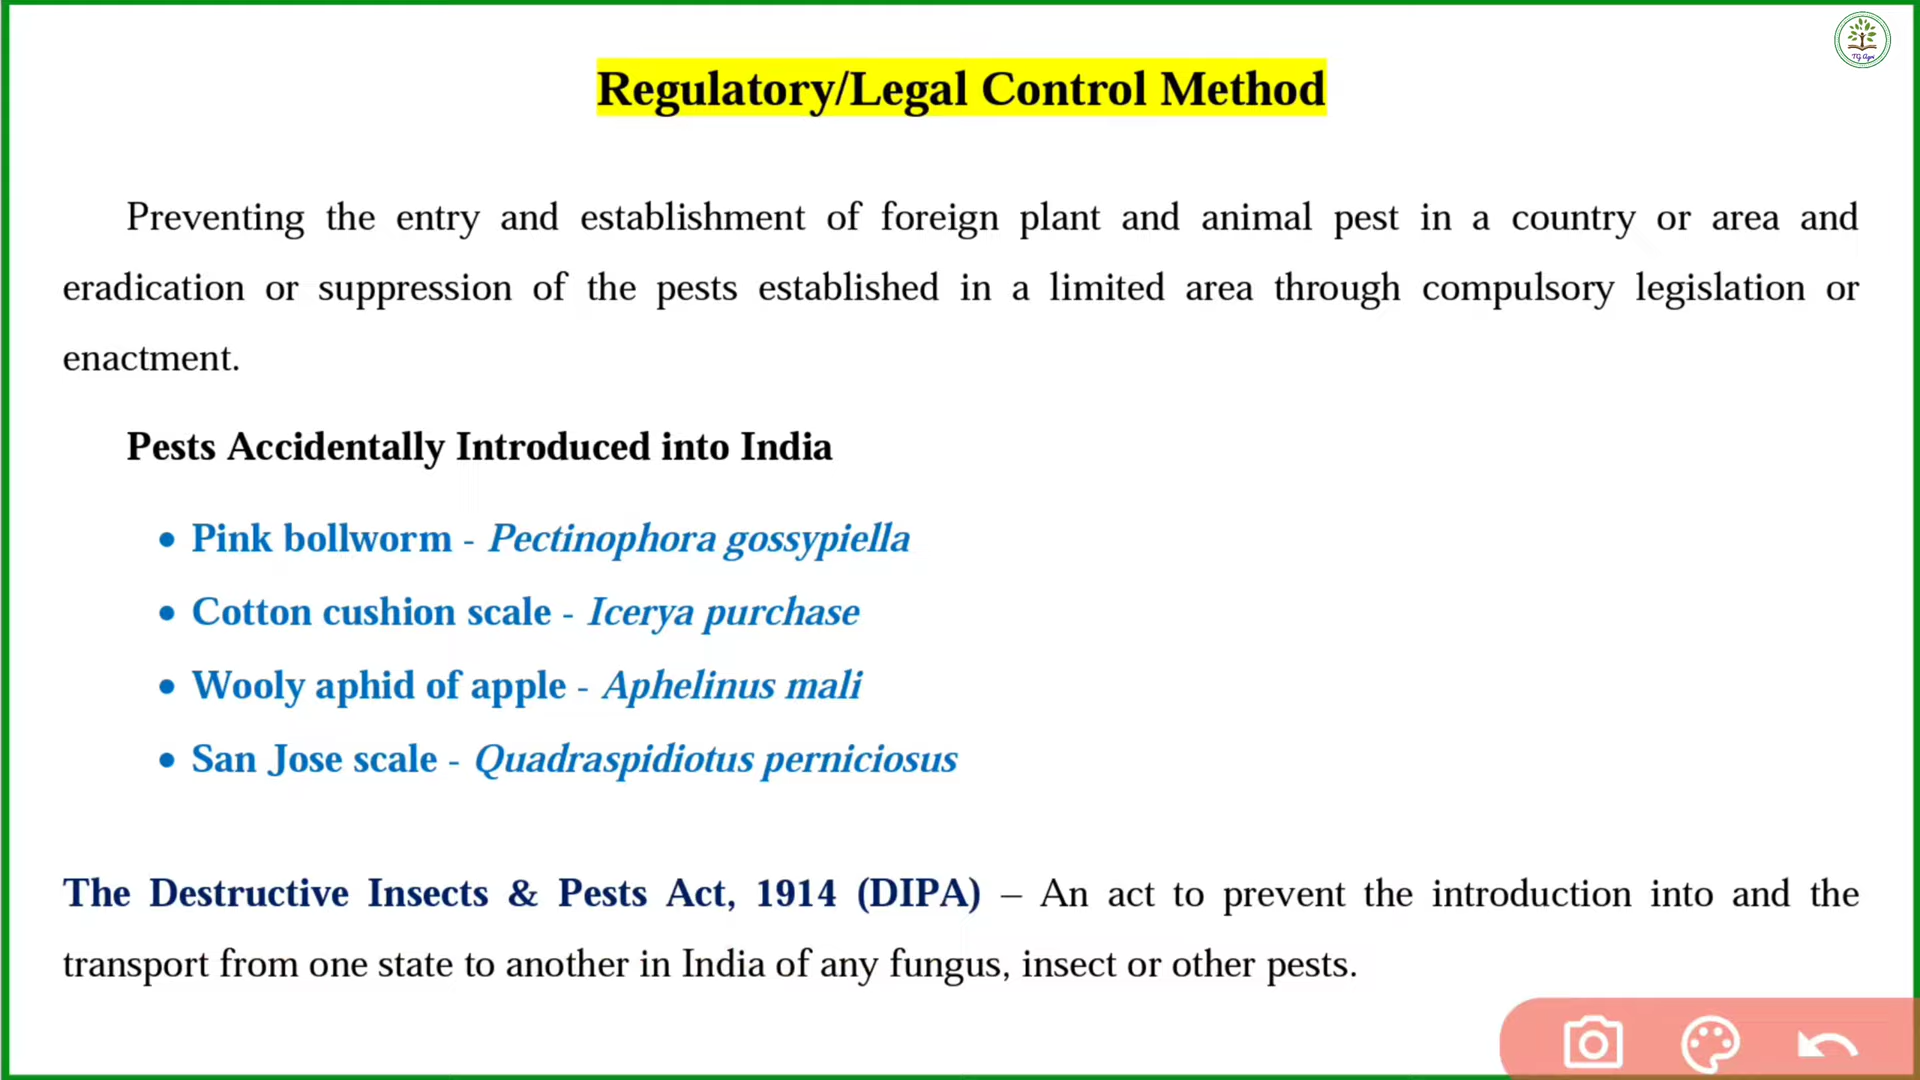 TG Agri
Regulatory/Legal Control Method
Preventing the entry and establishment of foreign plant and animal pest in a country or area and
eradication or suppression of the pests established in a limited area through compulsory legislation or
enactment.
Pests Accidentally Introduced into India
• Pink bollworm - Pectinophora gossypiella
• Cotton cushion scale - Icerya purchase
• Wooly aphid of apple - Aphelinus mali
• San Jose scale - Quadraspidiotus perniciosus
The Destructive Insects & Pests Act, 1914 (DIPA) – An act to prevent the introduction into and the
transport from one state to another in India of any fungus, insect or other pests.